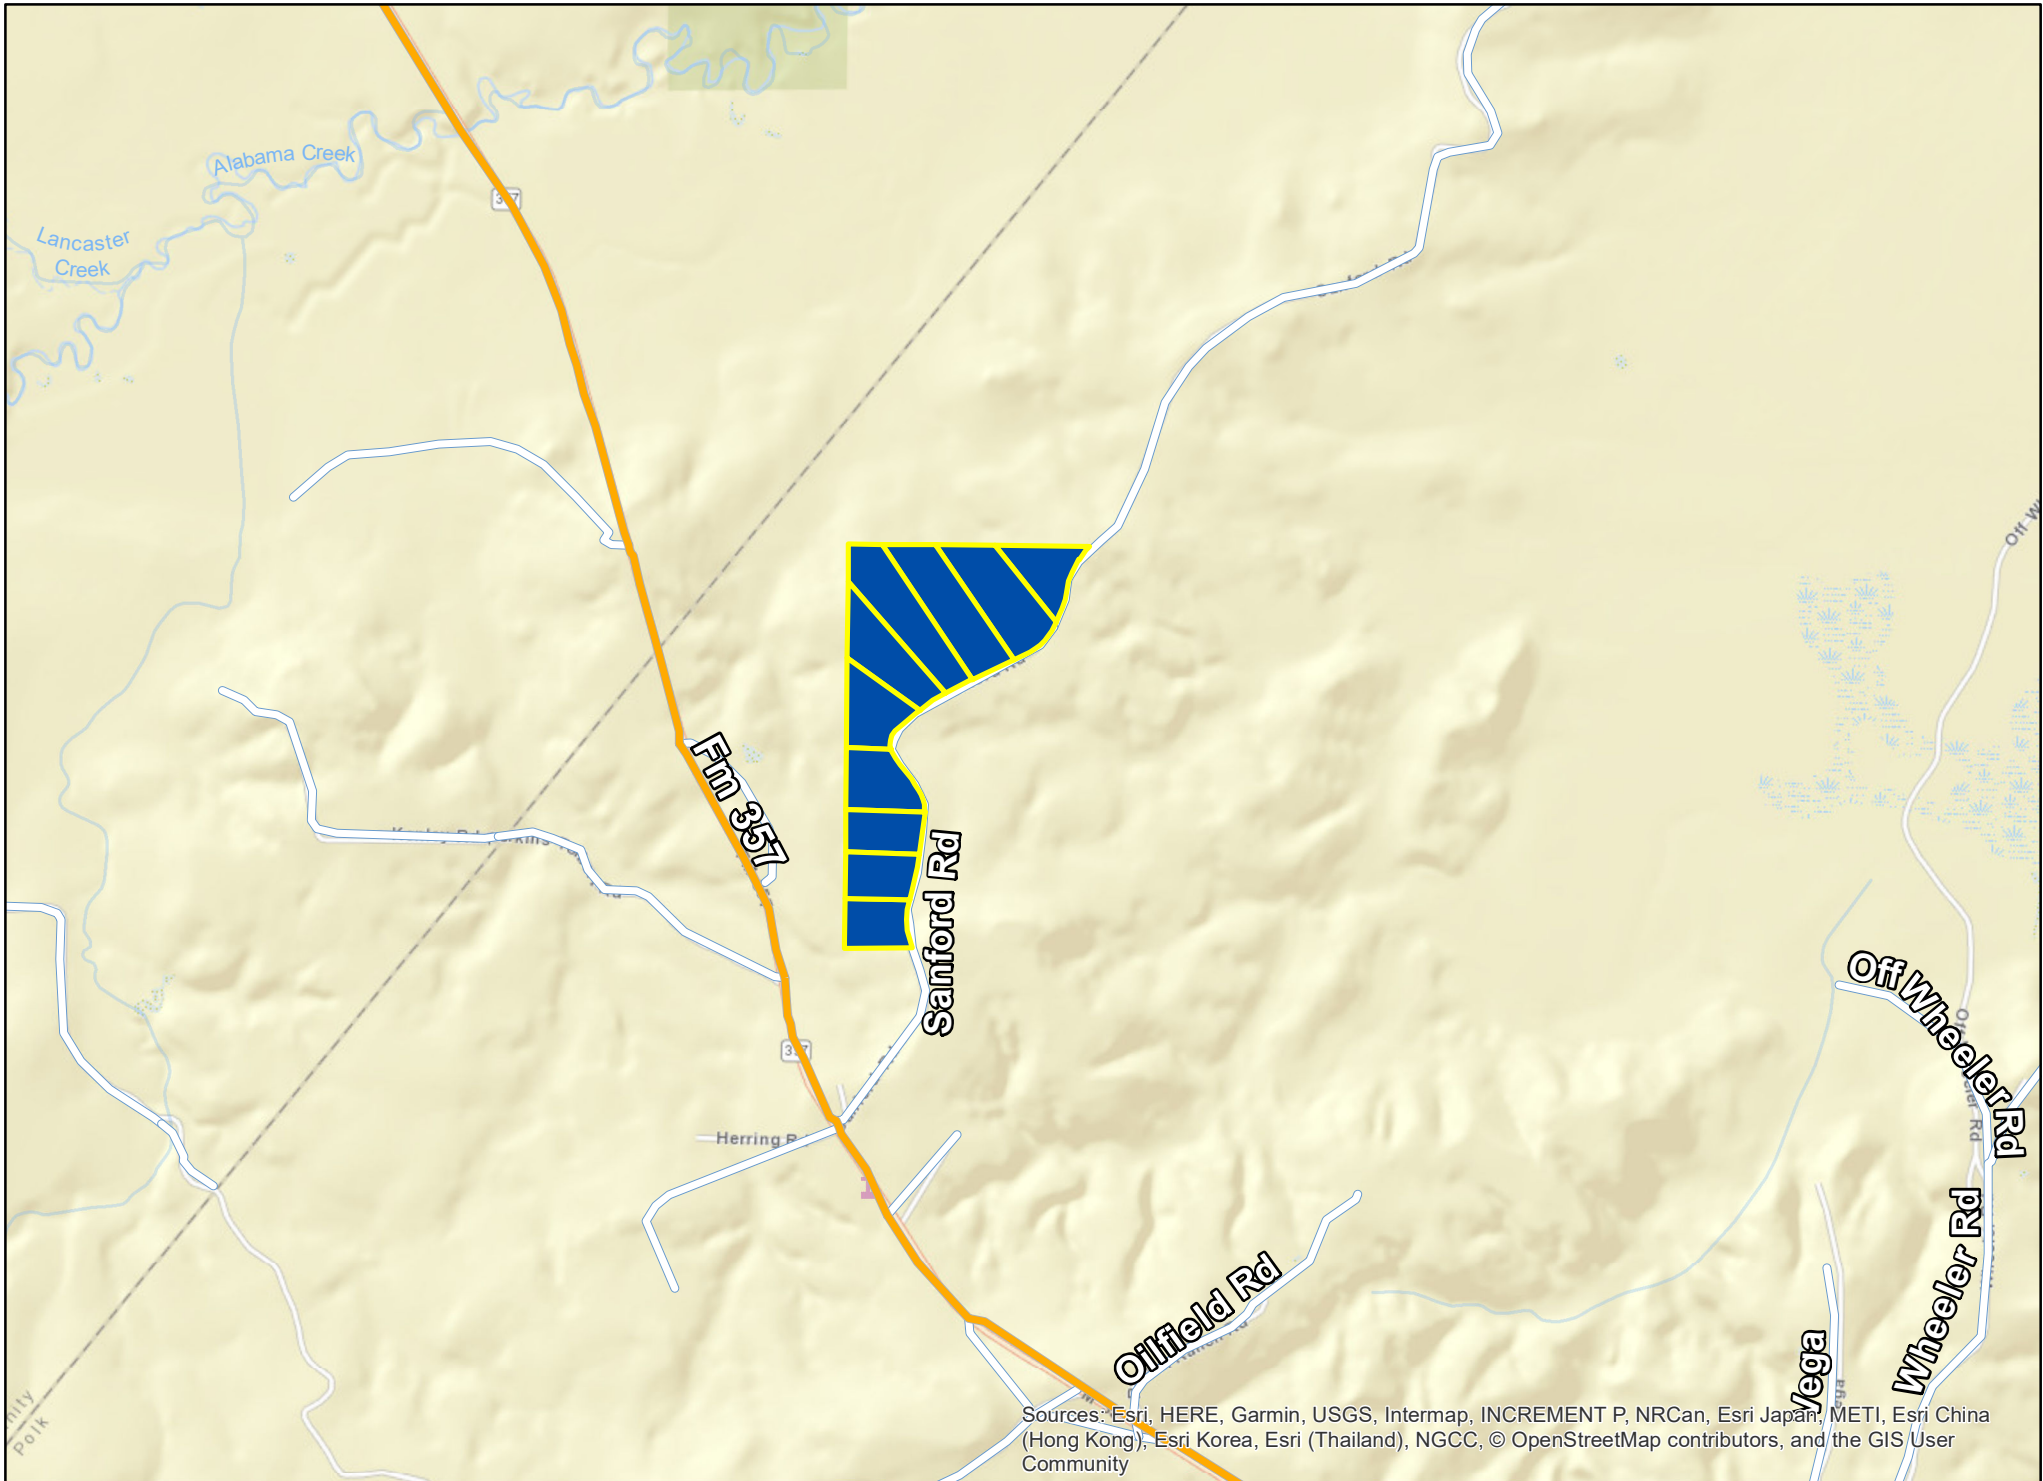 Alabama Creek
Lancaster
Creek
Off W
Fm 357
Sanford Rd
Off Wheeler Rd
Herring R
Wheeler Rd
Oilfield Rd
Vega
nity
Polk
Sources: Esri, HERE, Garmin, USGS, Intermap, INCREMENT P, NRCan, Esri Japan, METI, Esri China
(Hong Kong), Esri Korea, Esri (Thailand), NGCC, © OpenStreetMap contributors, and the GIS User
Community